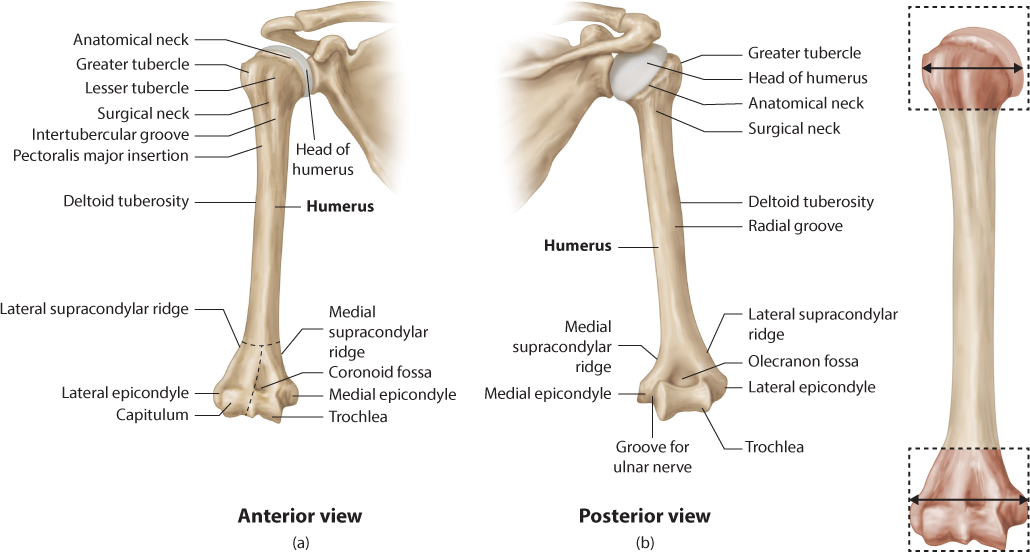 Anatomical neck
Greater tubercle
Lesser tubercle
Surgical neck
Intertubercular groove
Pectoralis major insertion
Head of
humerus
Deltoid tuberosity
Humerus
Lateral supracondylar ridge
Medial
supracondylar
ridge
Coronoid fossa
Lateral epicondyle
Medial epicondyle
Capitulum
Trochlea
Anterior view
(a)
Greater tubercle
Head of humerus
Anatomical neck
Surgical neck
Deltoid tuberosity
Radial groove
Humerus
Lateral supracondylar
ridge
Medial
supracondylar
ridge
Olecranon fossa
Medial epicondyle
Lateral epicondyle
Groove for
ulnar nerve
Trochlea
Posterior view
(b)